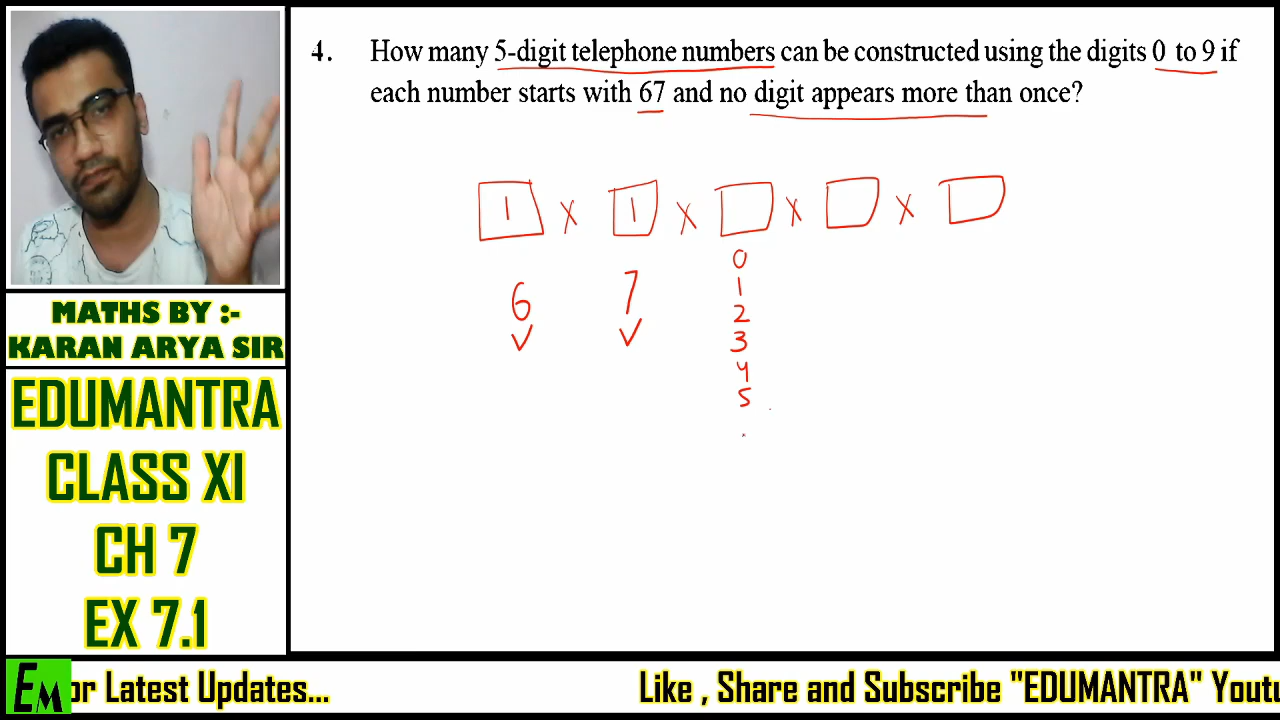 4. How many 5-digit telephone numbers can be constructed using the digits 0 to 9 if
each number starts with 67 and no digit appears more than once?
1 x 1 x x x
6 7
0
1
2
3
4
5
MATHS BY :-
KARAN ARYA SIR
EDUMANTRA
CLASS XI
CH 7
EX 7.1
EM
or Latest Updates... Like , Share and Subscribe "EDUMANTRA" Youtu